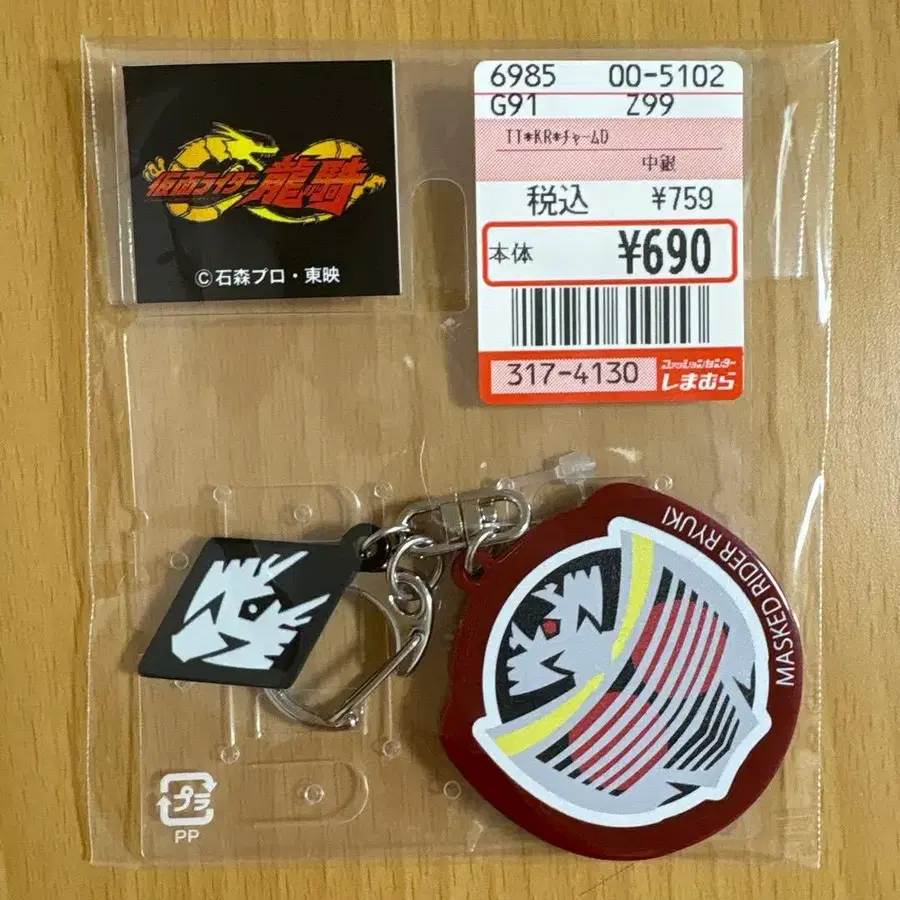 仮面ライダー龍騎
©石森プロ・東映
6985 00-5102
G91 Z99
TT*KR*チャームD
中銀
税込 ¥759
本体 ¥690
317-4130
ファッションセンター
しまむら
MASKED RIDER RYUKI
プラ
PP